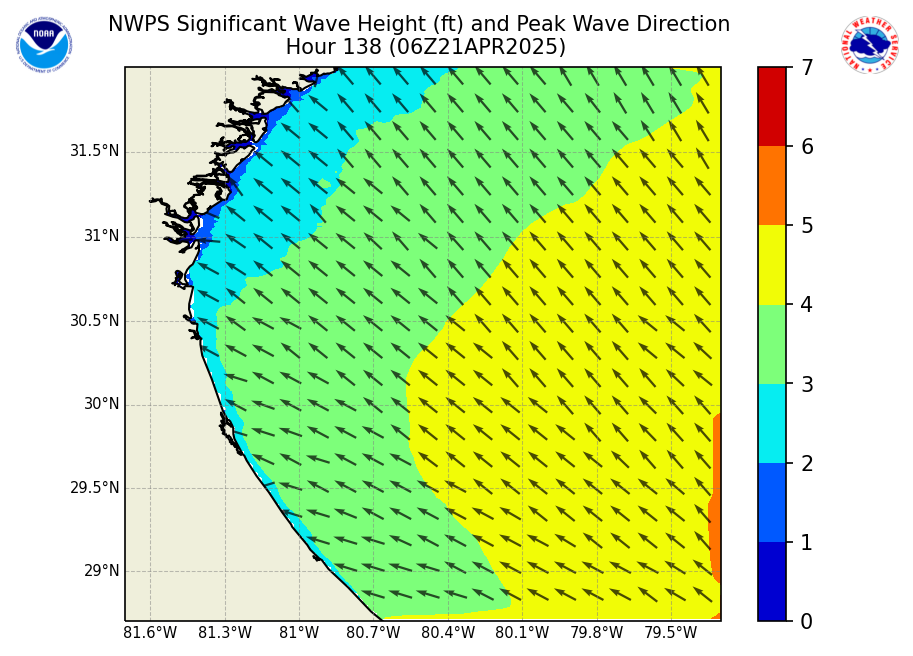 NWPS Significant Wave Height (ft) and Peak Wave Direction
Hour 138 (06Z21APR2025)
NOAA
NATIONAL WEATHER SERVICE
31.5°N
31°N
30.5°N
30°N
29.5°N
29°N
81.6°W 81.3°W 81°W 80.7°W 80.4°W 80.1°W 79.8°W 79.5°W
7
6
5
4
3
2
1
0